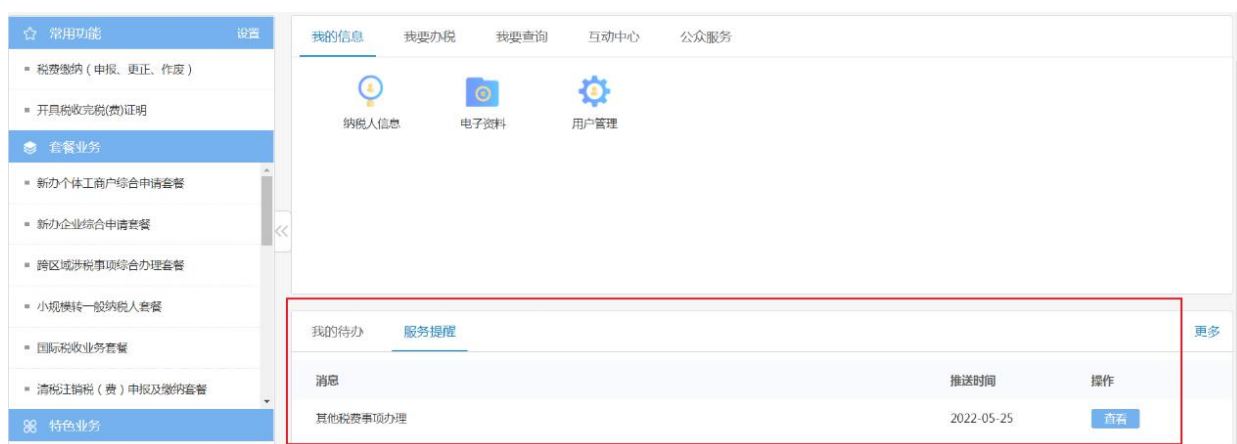 常用功能 设置
税费缴纳（申报、更正、作废）
开具税收完税(费)证明
套餐业务
新办个体工商户综合申请套餐
新办企业综合申请套餐
跨区域涉税事项综合办理套餐
小规模转一般纳税人套餐
国际税收业务套餐
清税注销税（费）申报及缴纳套餐
特色业务
我的信息 我要办税 我要查询 互动中心 公众服务
纳税人信息 电子资料 用户管理
我的待办 服务提醒 更多
消息 推送时间 操作
其他税费事项办理 2022-05-25 查看